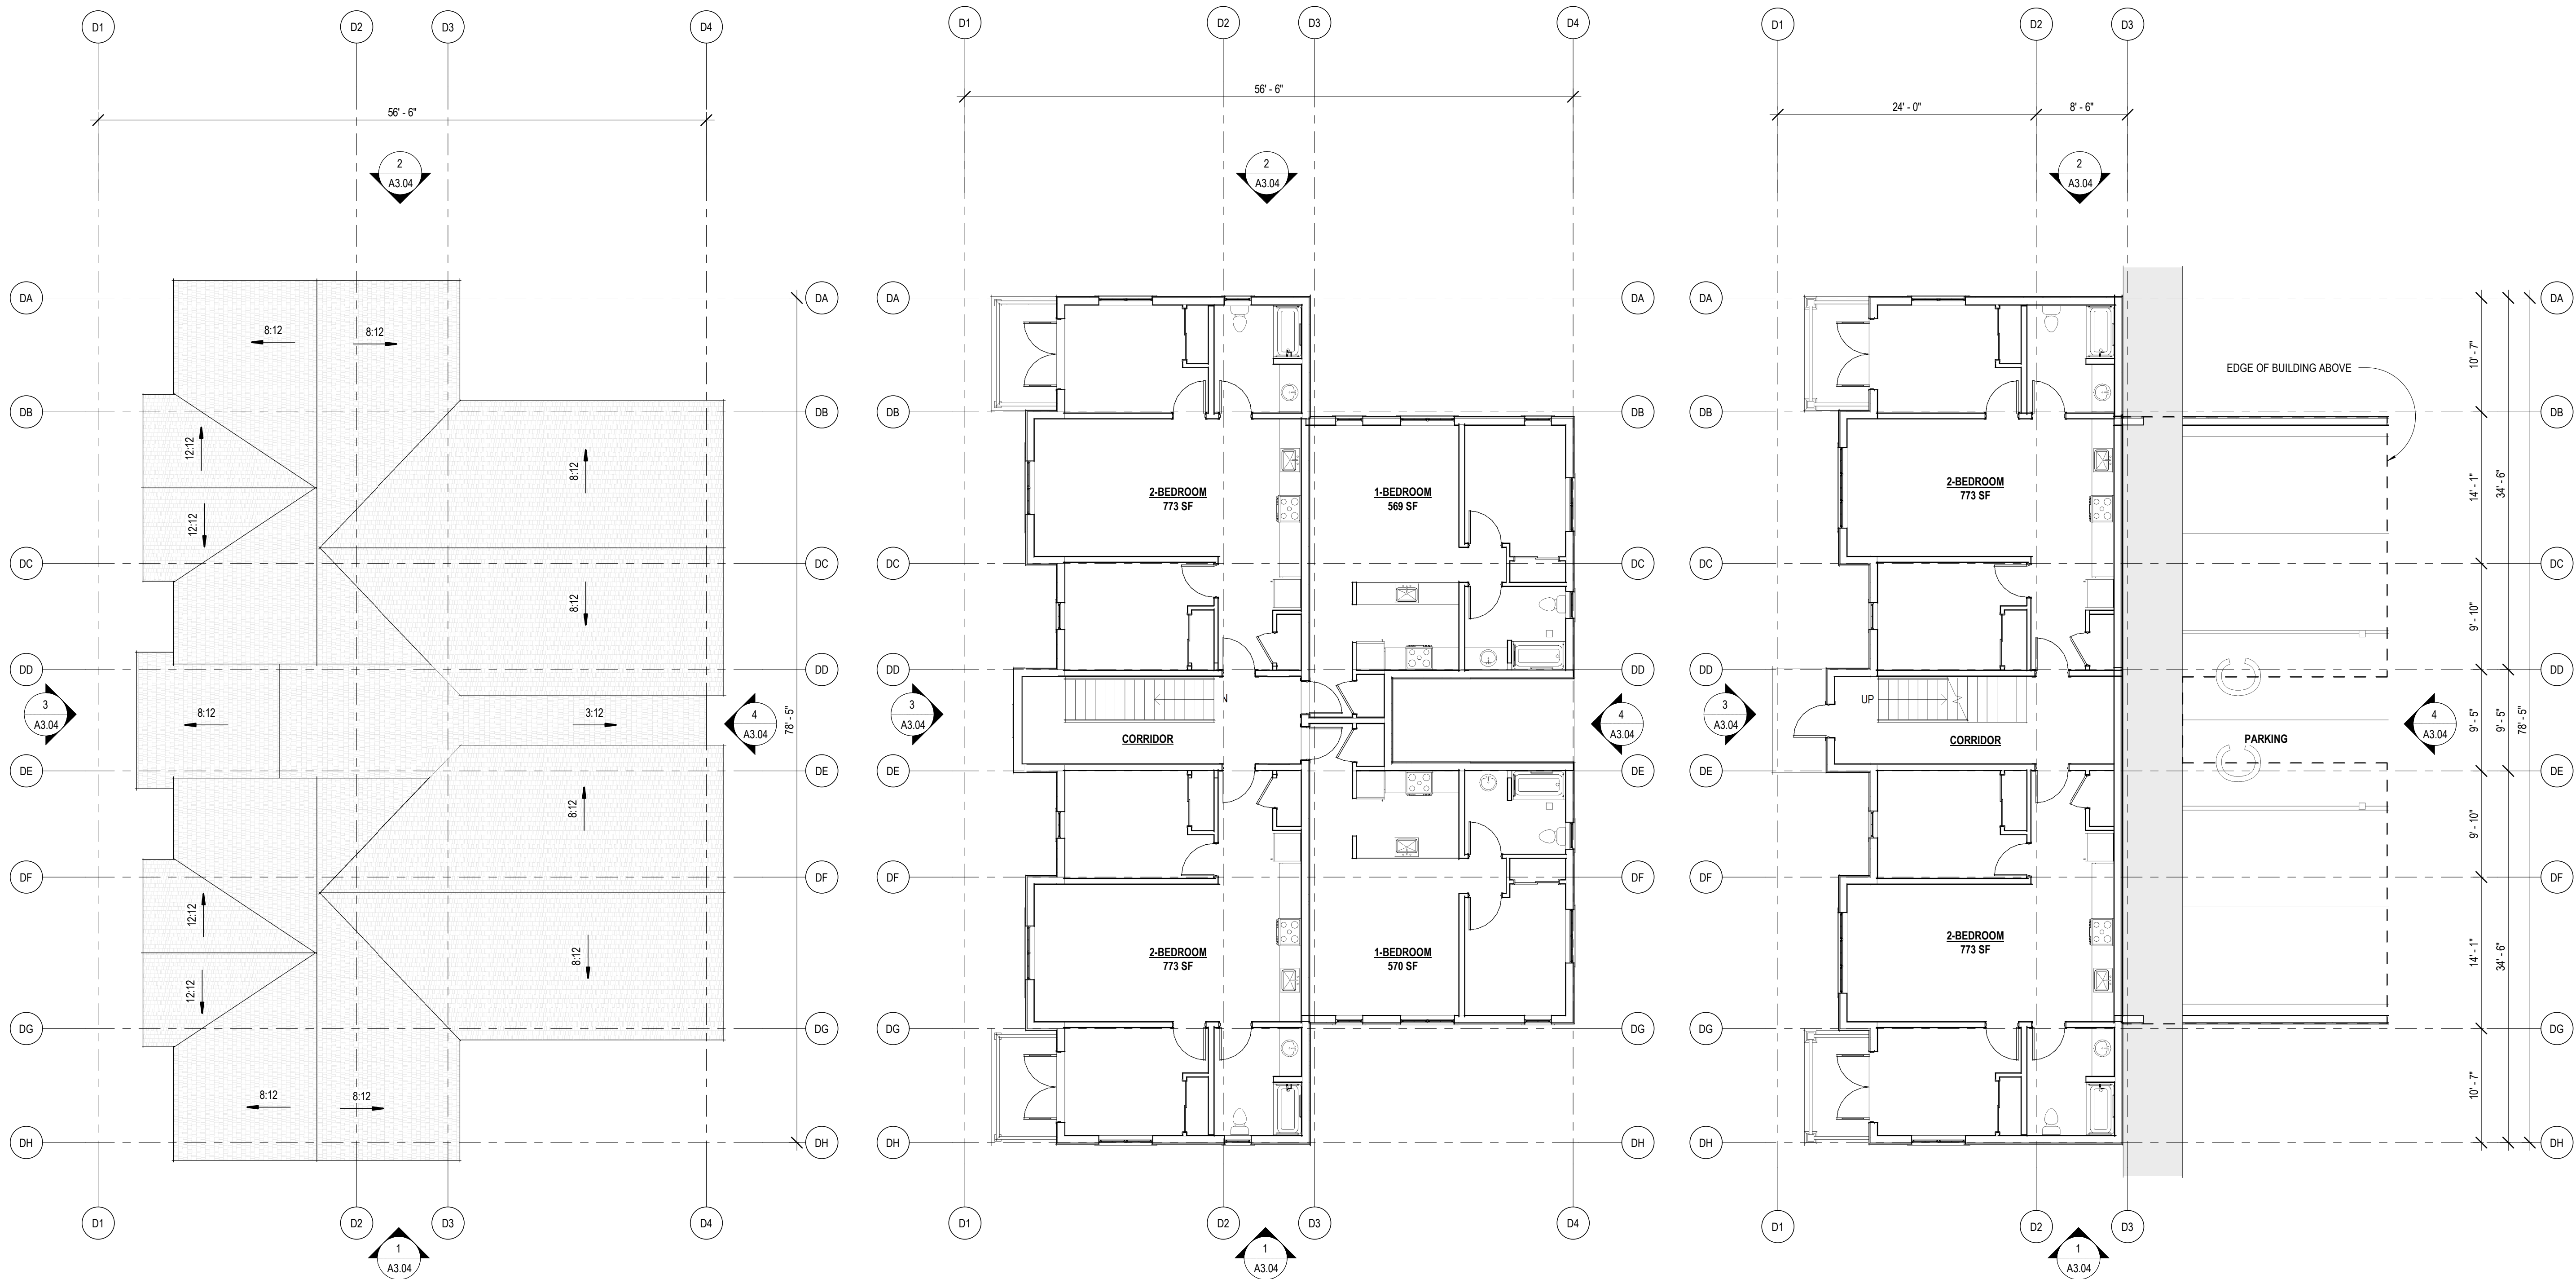 D1
D2
D3
D4
56' - 6"
2
A3.04
DA
DA
8:12
8:12
DB
DB
12:12
8:12
12:12
DC
DC
8:12
DD
DD
3
A3.04
8:12
3:12
4
A3.04
78' - 5"
DE
DE
8:12
DF
DF
12:12
8:12
12:12
DG
DG
8:12
8:12
DH
DH
D1
D2
D3
D4
1
A3.04
D1
D2
D3
D4
56' - 6"
2
A3.04
DA
DA
DB
DB
2-BEDROOM
773 SF
1-BEDROOM
569 SF
DC
DC
DD
DD
3
A3.04
CORRIDOR
4
A3.04
DE
DE
DF
DF
2-BEDROOM
773 SF
1-BEDROOM
570 SF
DG
DG
DH
DH
D1
D2
D3
D4
1
A3.04
D1
D2
D3
24' - 0"
8' - 6"
2
A3.04
DA
DA
10' - 7"
EDGE OF BUILDING ABOVE
DB
DB
2-BEDROOM
773 SF
14' - 1"
34' - 6"
DC
DC
9' - 10"
DD
DD
3
A3.04
UP
CORRIDOR
PARKING
4
A3.04
9' - 5"
9' - 5"
78' - 5"
DE
DE
9' - 10"
DF
DF
2-BEDROOM
773 SF
14' - 1"
34' - 6"
DG
DG
10' - 7"
DH
DH
D1
D2
D3
1
A3.04